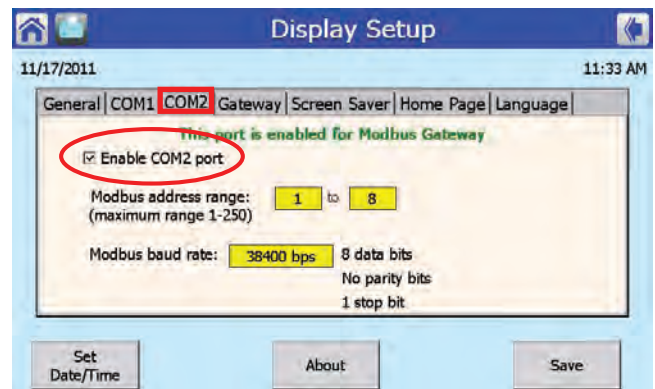 Display Setup
11/17/2011 11:33 AM
General COM1 COM2 Gateway Screen Saver Home Page Language
This port is enabled for Modbus Gateway
Enable COM2 port
Modbus address range: 1 to 8
(maximum range 1-250)
Modbus baud rate: 38400 bps 8 data bits
No parity bits
1 stop bit
Set
Date/Time
About
Save